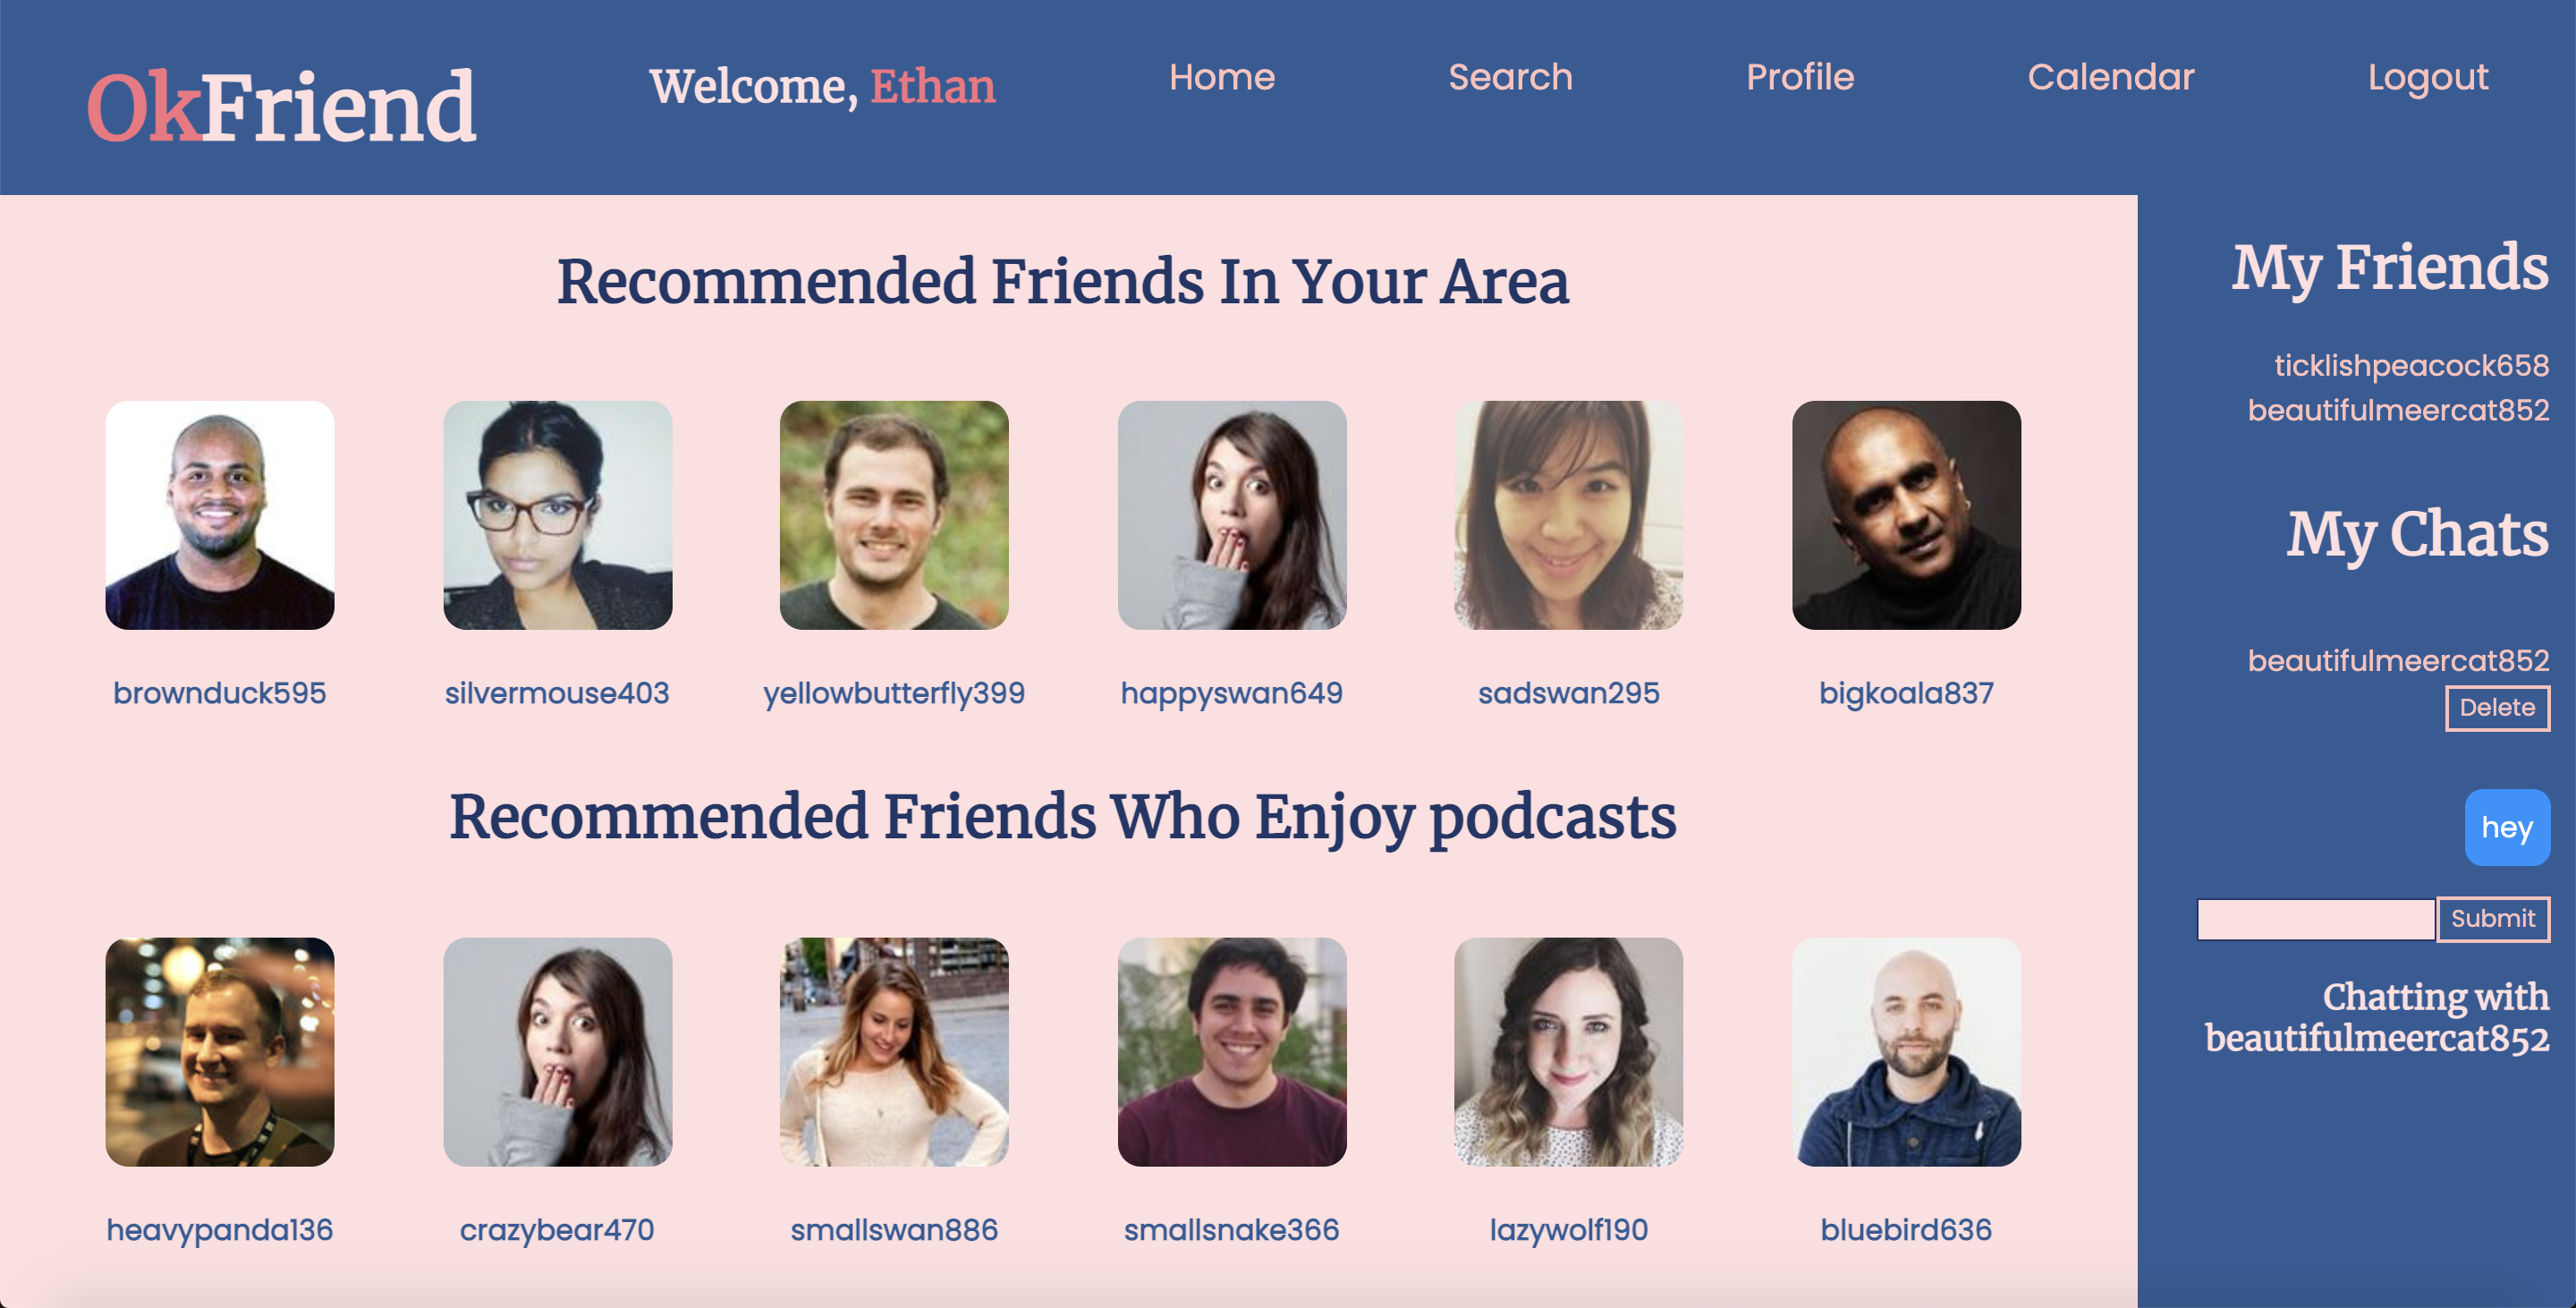 OkFriend
Welcome, Ethan
Home
Search
Profile
Calendar
Logout
Recommended Friends In Your Area
brownduck595
silvermouse403
yellowbutterfly399
happyswan649
sadswan295
bigkoala837
Recommended Friends Who Enjoy podcasts
heavypanda136
crazybear470
smallswan886
smallsnake366
lazywolf190
bluebird636
My Friends
ticklishpeacock658
beautifulmeercat852
My Chats
beautifulmeercat852
Delete
hey
Submit
Chatting with
beautifulmeercat852